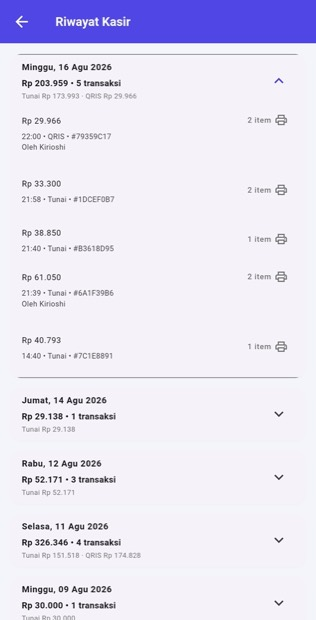 Riwayat Kasir
Minggu, 16 Agu 2026
Rp 203.959 • 5 transaksi
Tunai Rp 173.993 · QRIS Rp 29.966
Rp 29.966
2 item
22:00 • QRIS • #79359C17
Oleh Kirioshi
Rp 33.300
2 item
21:58 • Tunai • #1DCEF0B7
Rp 38.850
1 item
21:40 • Tunai • #B3618D95
Rp 61.050
2 item
21:39 • Tunai • #6A1F39B6
Oleh Kirioshi
Rp 40.793
1 item
14:40 • Tunai • #7C1E8891
Jumat, 14 Agu 2026
Rp 29.138 • 1 transaksi
Tunai Rp 29.138
Rabu, 12 Agu 2026
Rp 52.171 • 3 transaksi
Tunai Rp 52.171
Selasa, 11 Agu 2026
Rp 326.346 • 4 transaksi
Tunai Rp 151.518 · QRIS Rp 174.828
Minggu, 09 Agu 2026
Rp 30.000 • 1 transaksi
Tunai Rp 30.000